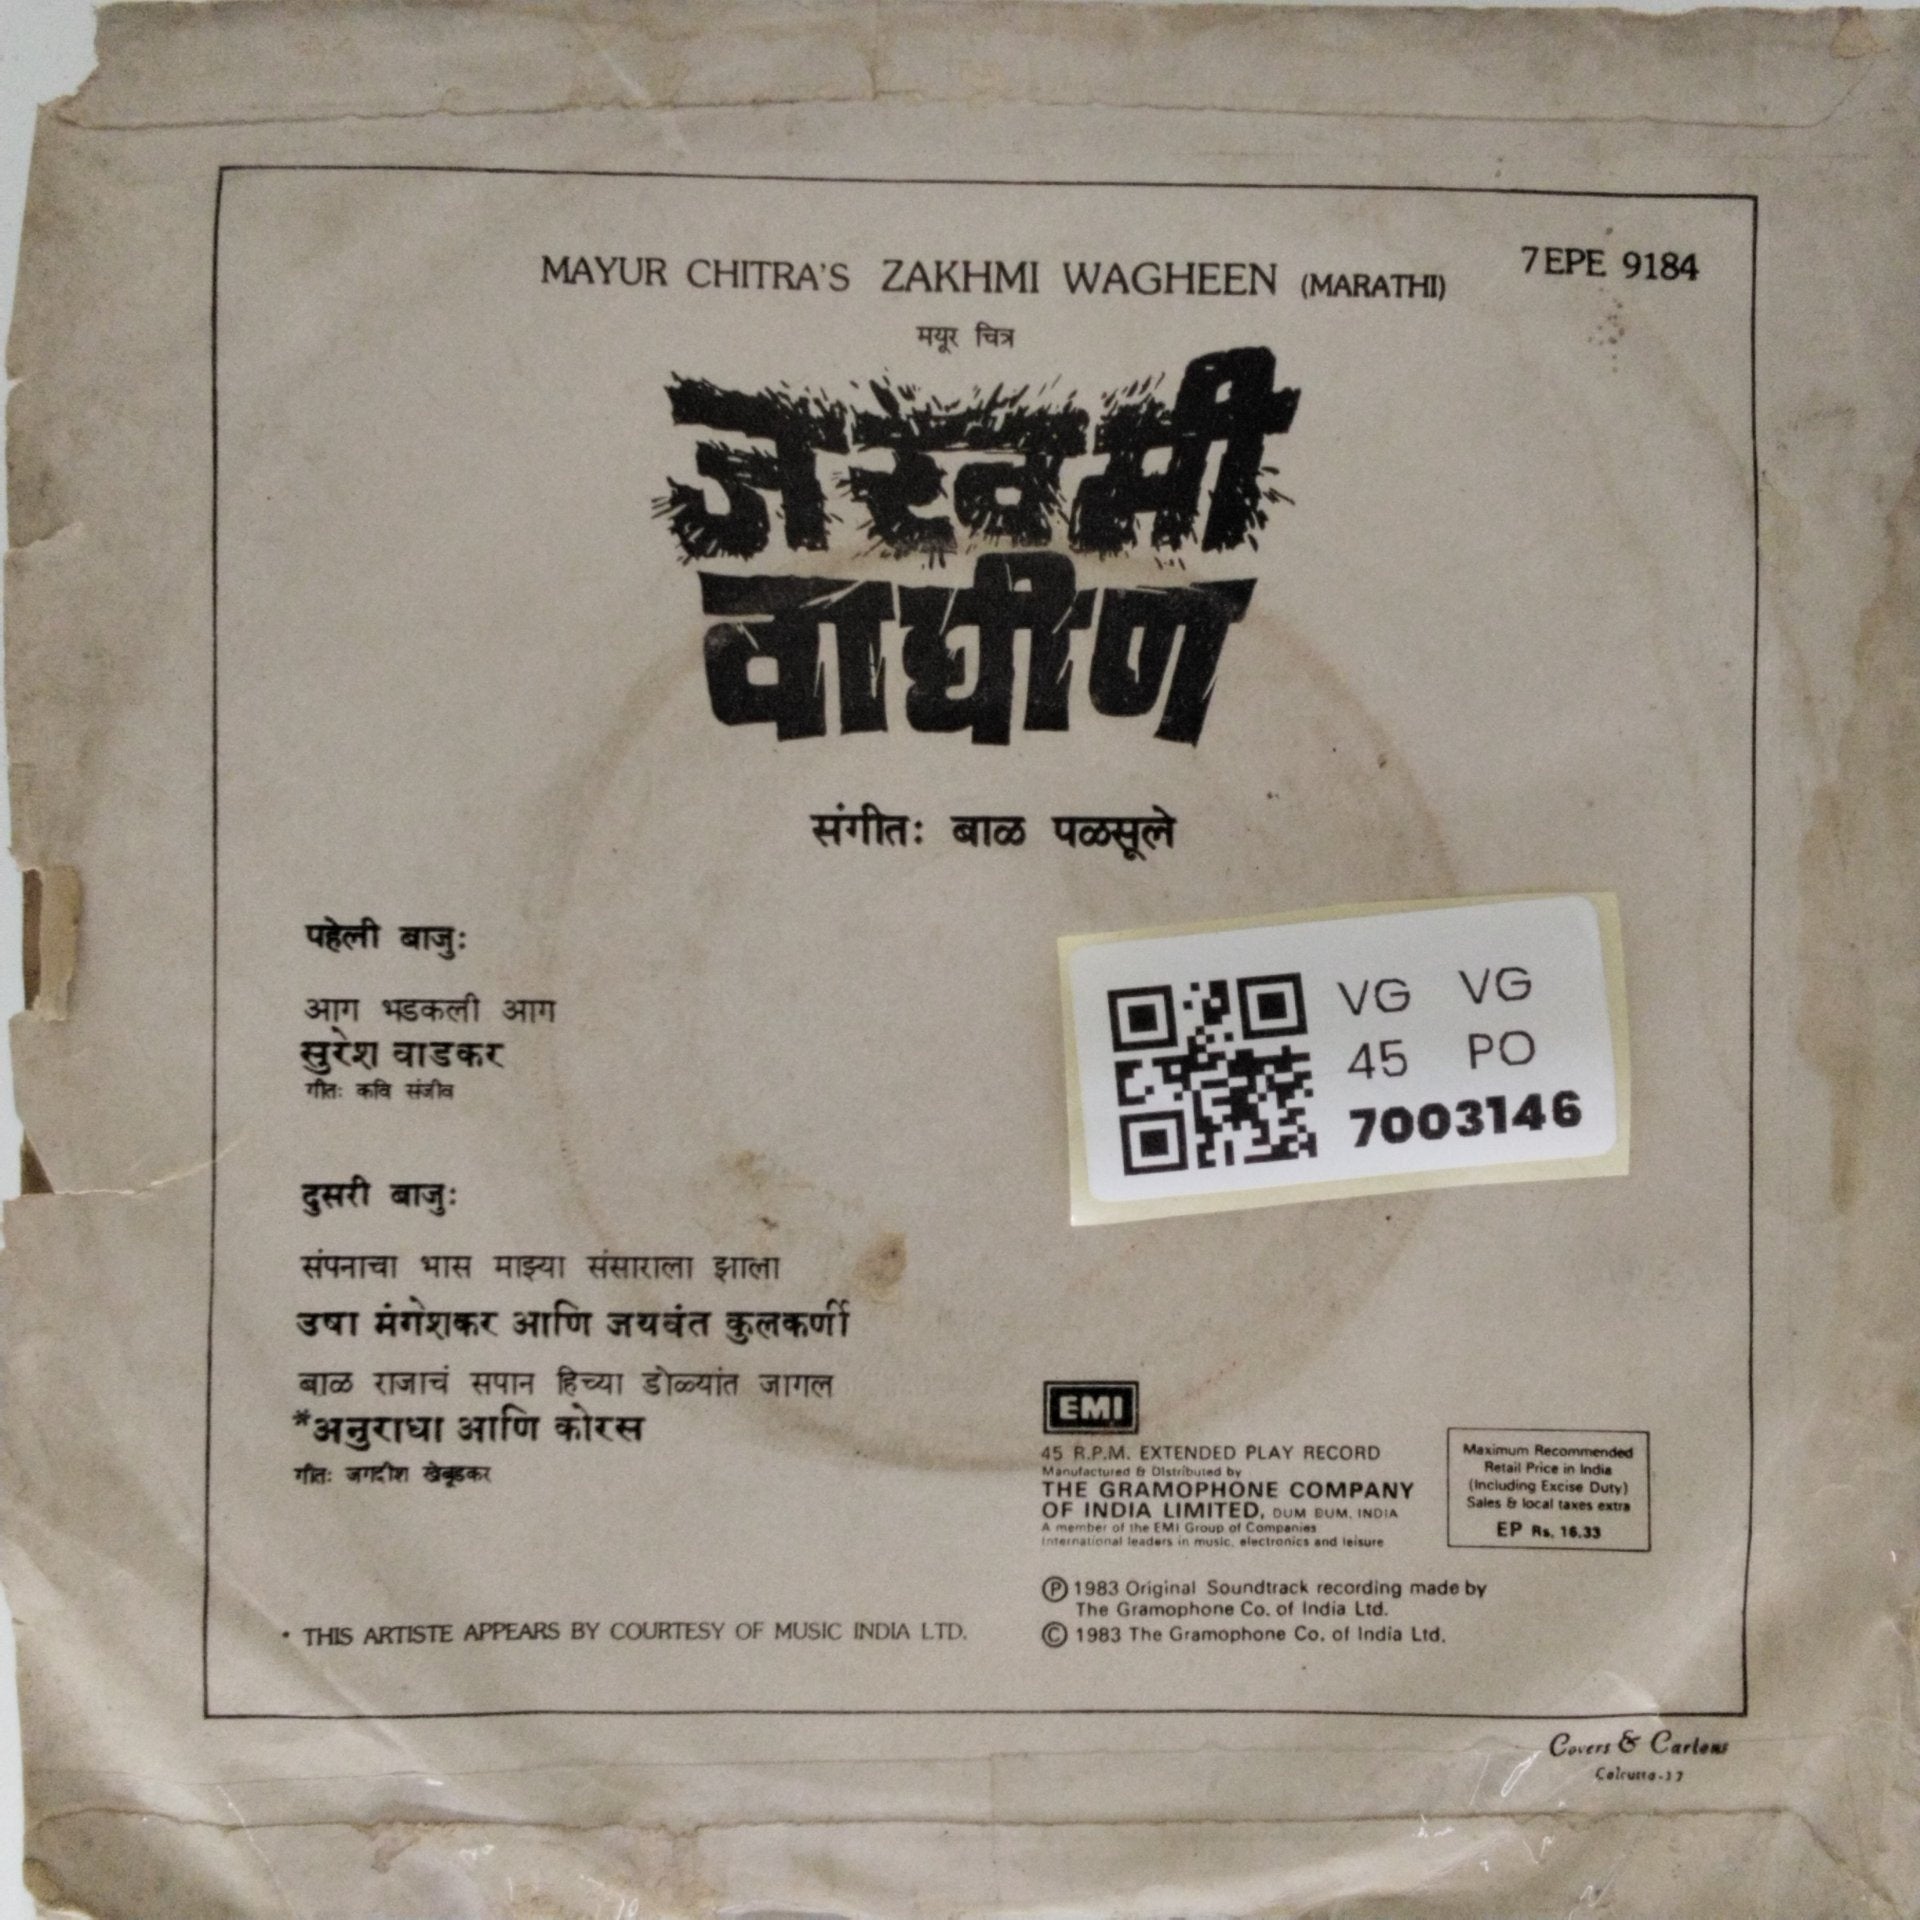 MAYUR CHITRA'S ZAKHMI WAGHEEN (MARATHI)
7EPE 9184
मयूर चित्र
जखमी
वाघीण
संगीतः बाळ पळसूले
पहेली बाजुः
आग भडकली आग
सुरेश वाडकर
गीतः कवि संजीव
VG VG
45 PO
7003146
दुसरी बाजुः
संपनाचा भास माझ्या संसाराला झाला
उषा मंगेशकर आणि जयवंत कुलकर्णी
बाळ राजाचं सपान हिच्या डोळ्यांत जागल
*अनुराधा आणि कोरस
गीतः जगदीश खेबूडकर
• THIS ARTISTE APPEARS BY COURTESY OF MUSIC INDIA LTD.
EMI
45 R.P.M. EXTENDED PLAY RECORD
Manufactured & Distributed by
THE GRAMOPHONE COMPANY
OF INDIA LIMITED, DUM DUM, INDIA
A member of the EMI Group of Companies
International leaders in music, electronics and leisure
Maximum Recommended
Retail Price in India
(Including Excise Duty)
Sales & local taxes extra
EP Rs. 16.33
Ⓟ 1983 Original Soundtrack recording made by
The Gramophone Co. of India Ltd.
© 1983 The Gramophone Co. of India Ltd.
Covers & Cartons
Calcutta-17